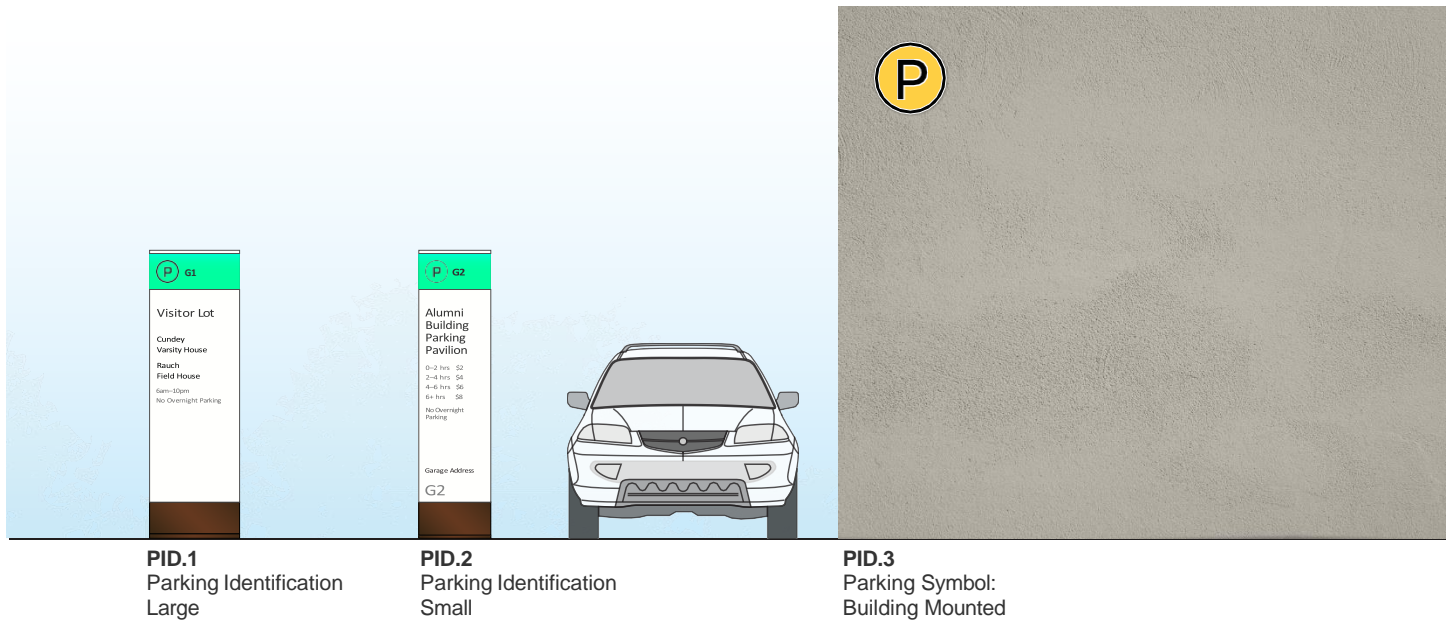 P G1
Visitor Lot
Cundey
Varsity House
Rauch
Field House
6am–10pm
No Overnight Parking
P G2
Alumni
Building
Parking
Pavilion
0–2 hrs $2
2–4 hrs $4
4–6 hrs $6
6+ hrs $8
No Overnight
Parking
Garage Address
G2
P
PID.1
Parking Identification
Large
PID.2
Parking Identification
Small
PID.3
Parking Symbol:
Building Mounted